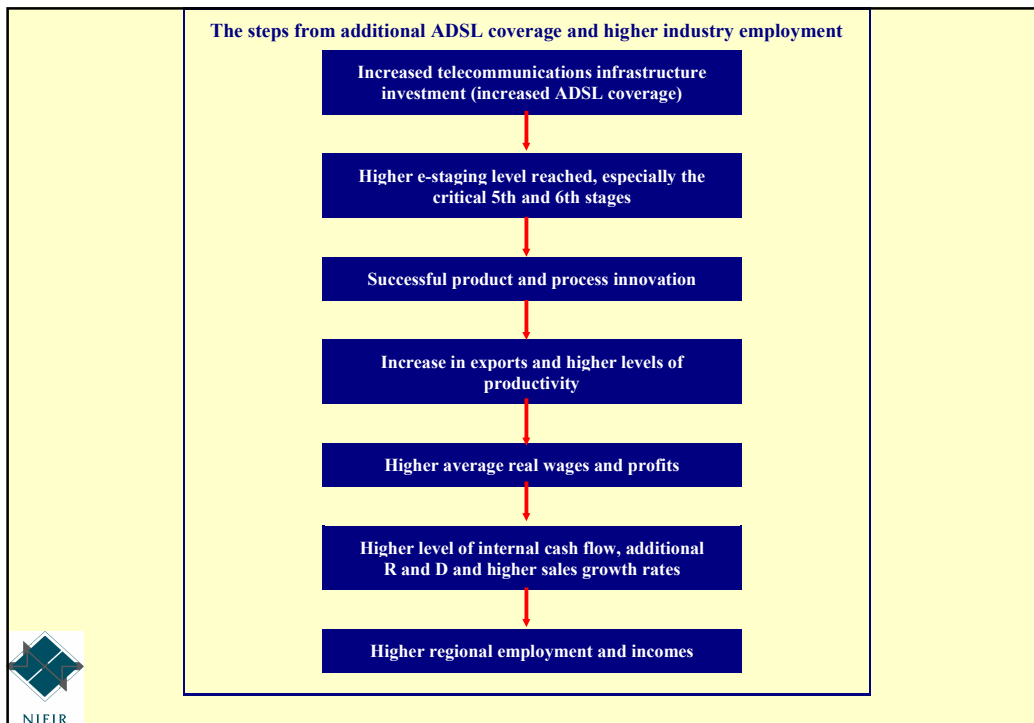 The steps from additional ADSL coverage and higher industry employment
Increased telecommunications infrastructure
investment (increased ADSL coverage)
Higher e-staging level reached, especially the
critical 5th and 6th stages
Successful product and process innovation
Increase in exports and higher levels of
productivity
Higher average real wages and profits
Higher level of internal cash flow, additional
R and D and higher sales growth rates
Higher regional employment and incomes
NIEIR